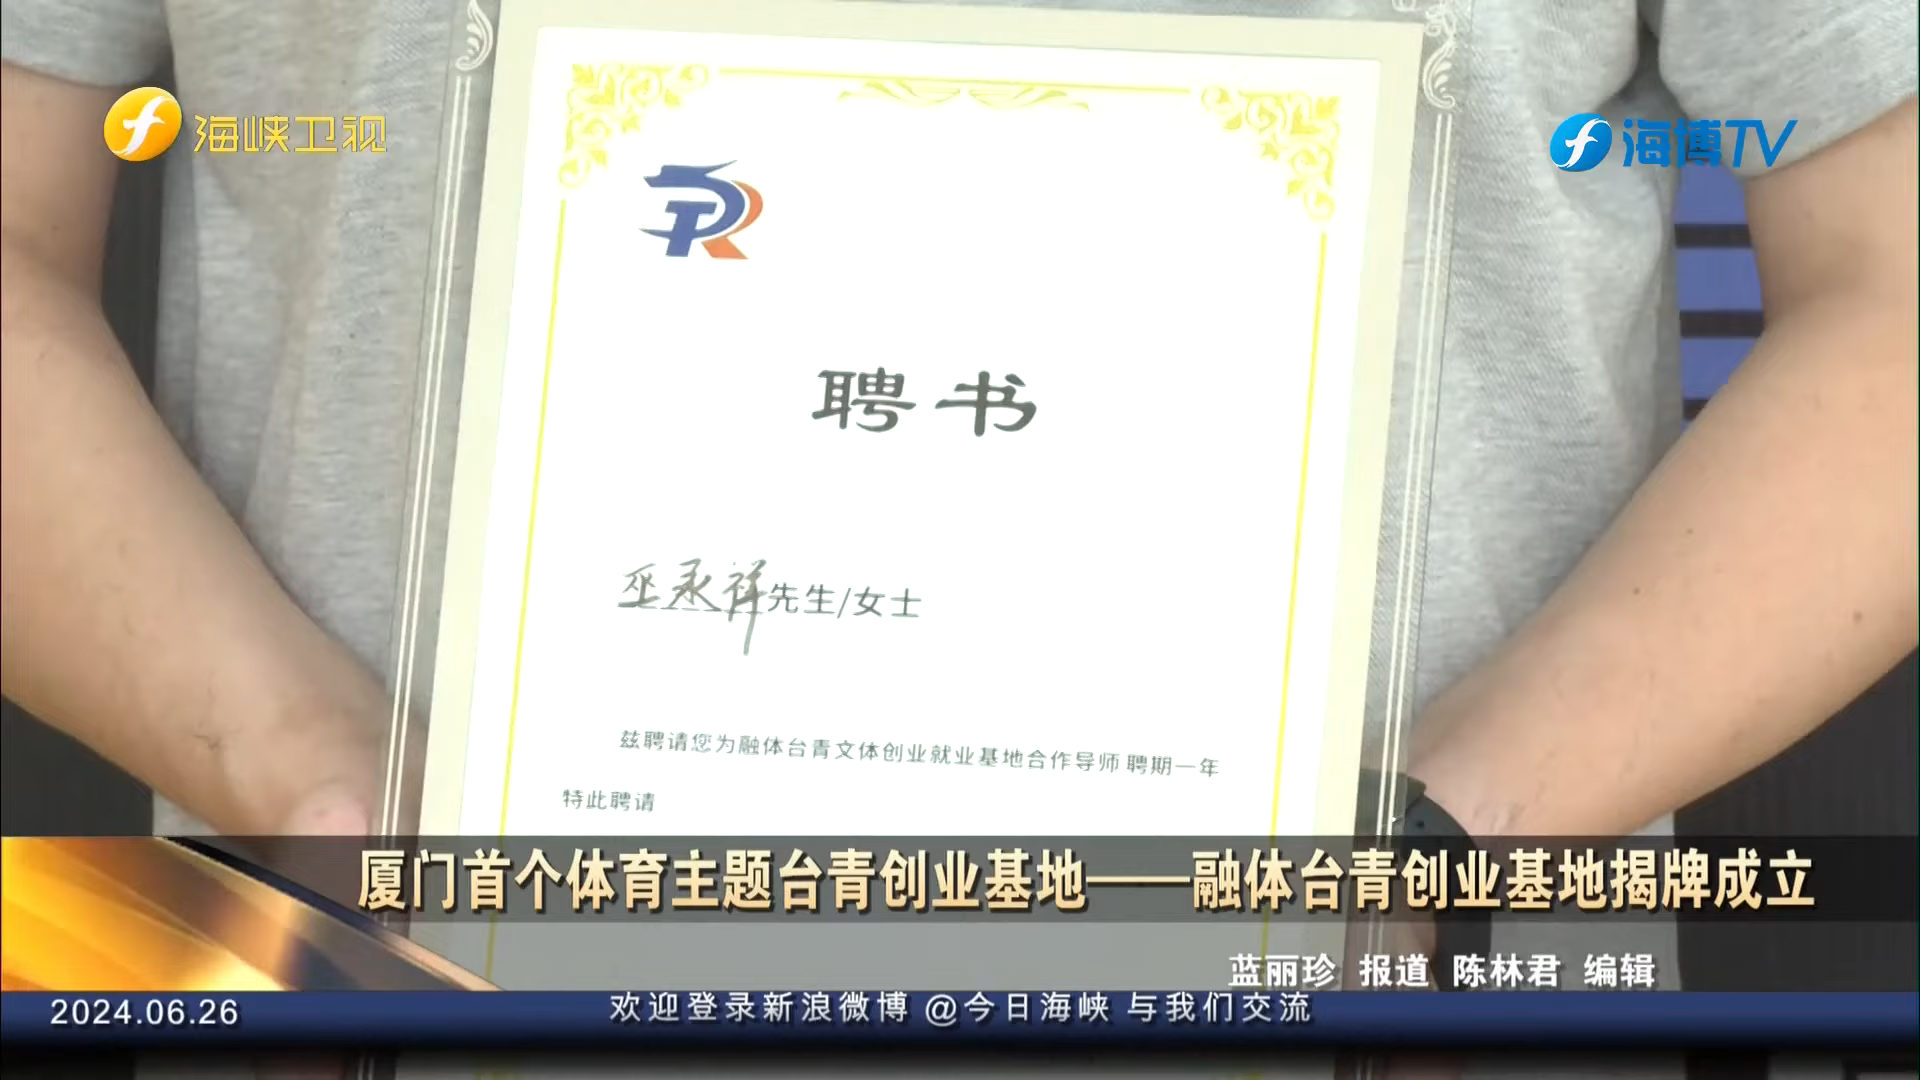 海峡卫视
海博TV
聘书
巫永祥先生/女士
兹聘请您为融体台青文体创业就业基地合作导师 聘期一年
特此聘请
厦门首个体育主题台青创业基地——融体台青创业基地揭牌成立
蓝丽珍 报道 陈林君 编辑
2024.06.26
欢迎登录新浪微博 @今日海峡 与我们交流